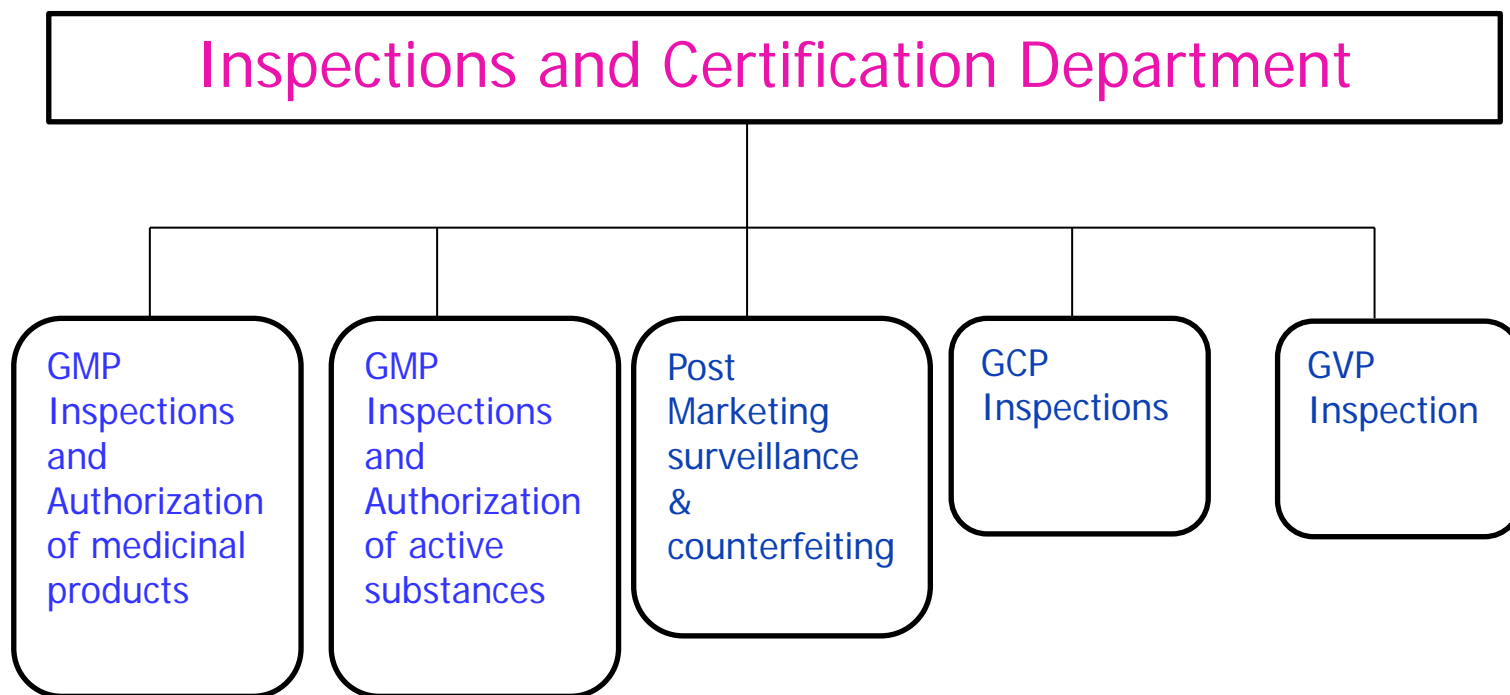 Inspections and Certification Department
GMP
Inspections
and
Authorization
of medicinal
products
GMP
Inspections
and
Authorization
of active
substances
Post
Marketing
surveillance
&
counterfeiting
GCP
Inspections
GVP
Inspection